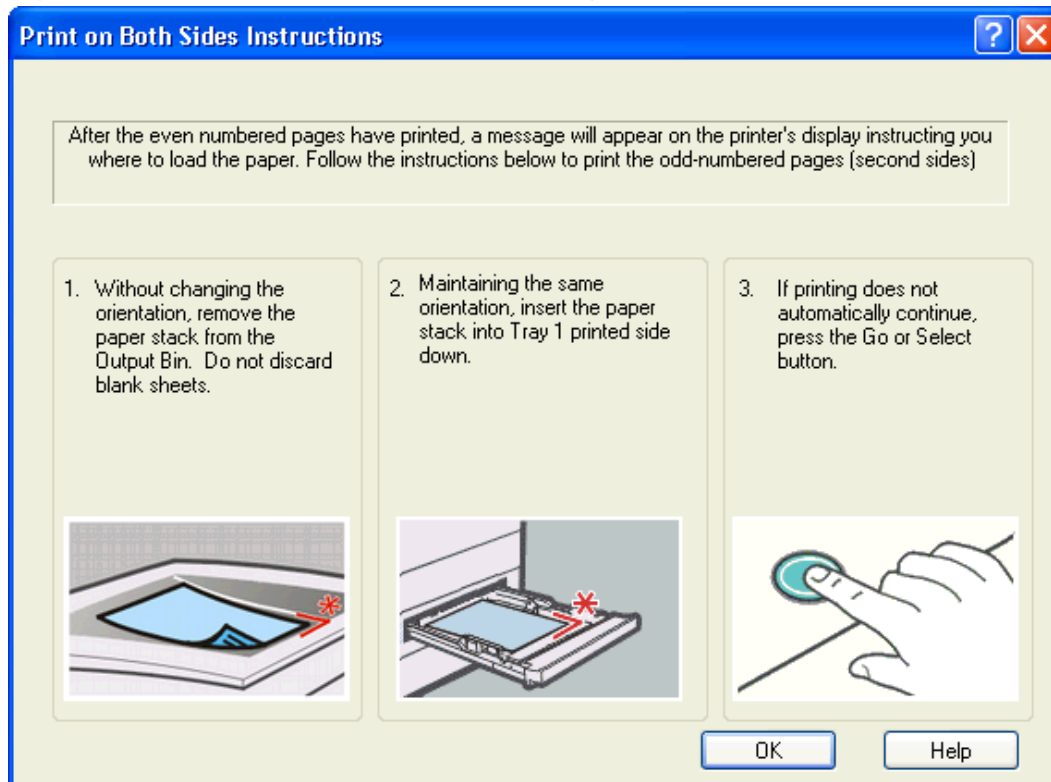 Print on Both Sides Instructions
After the even numbered pages have printed, a message will appear on the printer's display instructing you
where to load the paper. Follow the instructions below to print the odd-numbered pages (second sides)
1. Without changing the
orientation, remove the
paper stack from the
Output Bin. Do not discard
blank sheets.
2. Maintaining the same
orientation, insert the paper
stack into Tray 1 printed side
down.
3. If printing does not
automatically continue,
press the Go or Select
button.
OK
Help